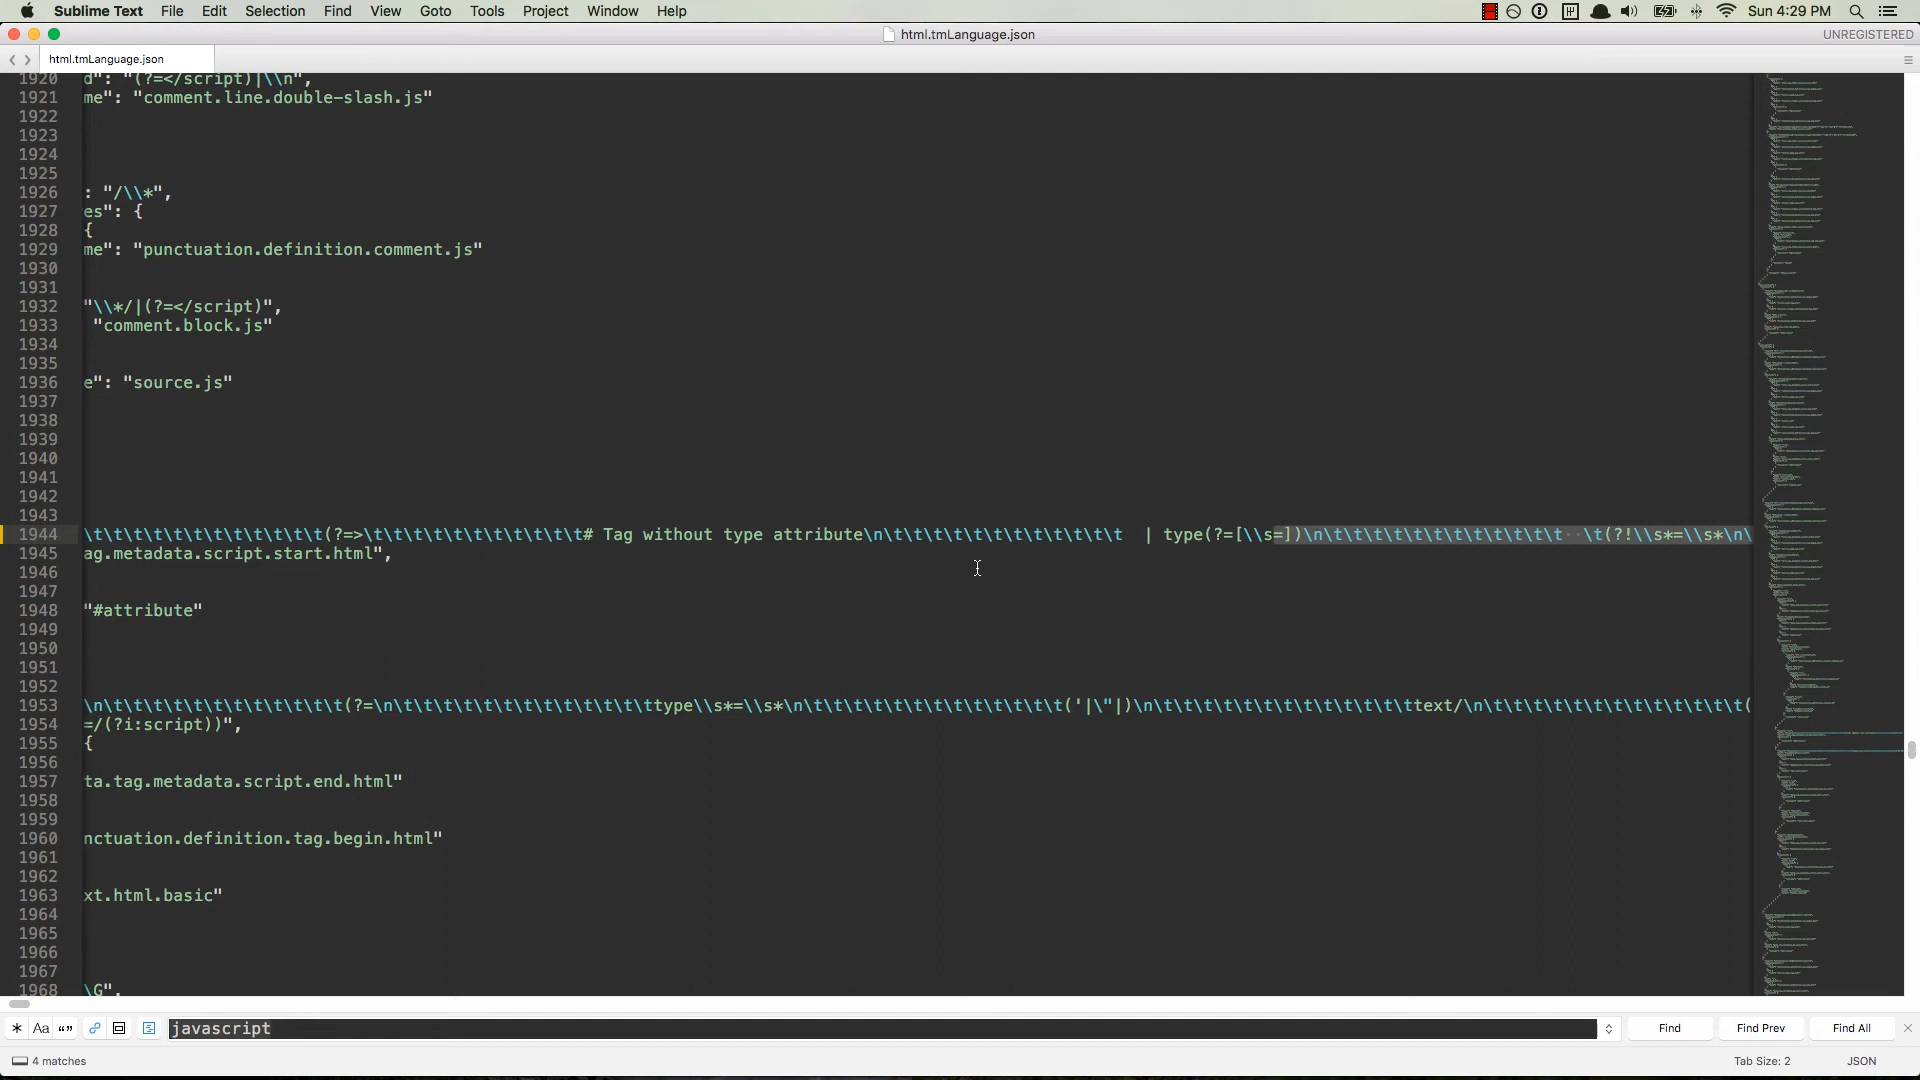 Sublime Text File Edit Selection Find View Goto Tools Project Window Help Sun 4:29 PM
html.tmLanguage.json UNREGISTERED
html.tmLanguage.json
1920 d": "(?=</script)|\\n",
1921 me": "comment.line.double-slash.js"
1922
1923
1924
1925
1926 : "/\\*",
1927 es": {
1928 {
1929 me": "punctuation.definition.comment.js"
1930
1931
1932 "\\*/|(?=</script)",
1933 "comment.block.js"
1934
1935
1936 e": "source.js"
1937
1938
1939
1940
1941
1942
1943
1944 \t\t\t\t\t\t\t\t\t\t\t\t(?=>\t\t\t\t\t\t\t\t\t\t\t# Tag without type attribute\n\t\t\t\t\t\t\t\t\t\t\t\t  | type(?=[\\s=])\n\t\t\t\t\t\t\t\t\t\t\t\t  \t(?!\\s*=\\s*\n\
1945 ag.metadata.script.start.html",
1946
1947
1948 "#attribute"
1949
1950
1951
1952
1953 \n\t\t\t\t\t\t\t\t\t\t\t\t(?=\n\t\t\t\t\t\t\t\t\t\t\t\t\ttype\\s*=\\s*\n\t\t\t\t\t\t\t\t\t\t\t\t\t('|\"|)\n\t\t\t\t\t\t\t\t\t\t\t\t\ttext/\n\t\t\t\t\t\t\t\t\t\t\t\t\t(
1954 =/(?i:script))",
1955 {
1956
1957 ta.tag.metadata.script.end.html"
1958
1959
1960 nctuation.definition.tag.begin.html"
1961
1962
1963 xt.html.basic"
1964
1965
1966
1967
1968 \G",
Aa javascript Find Find Prev Find All
4 matches Tab Size: 2 JSON